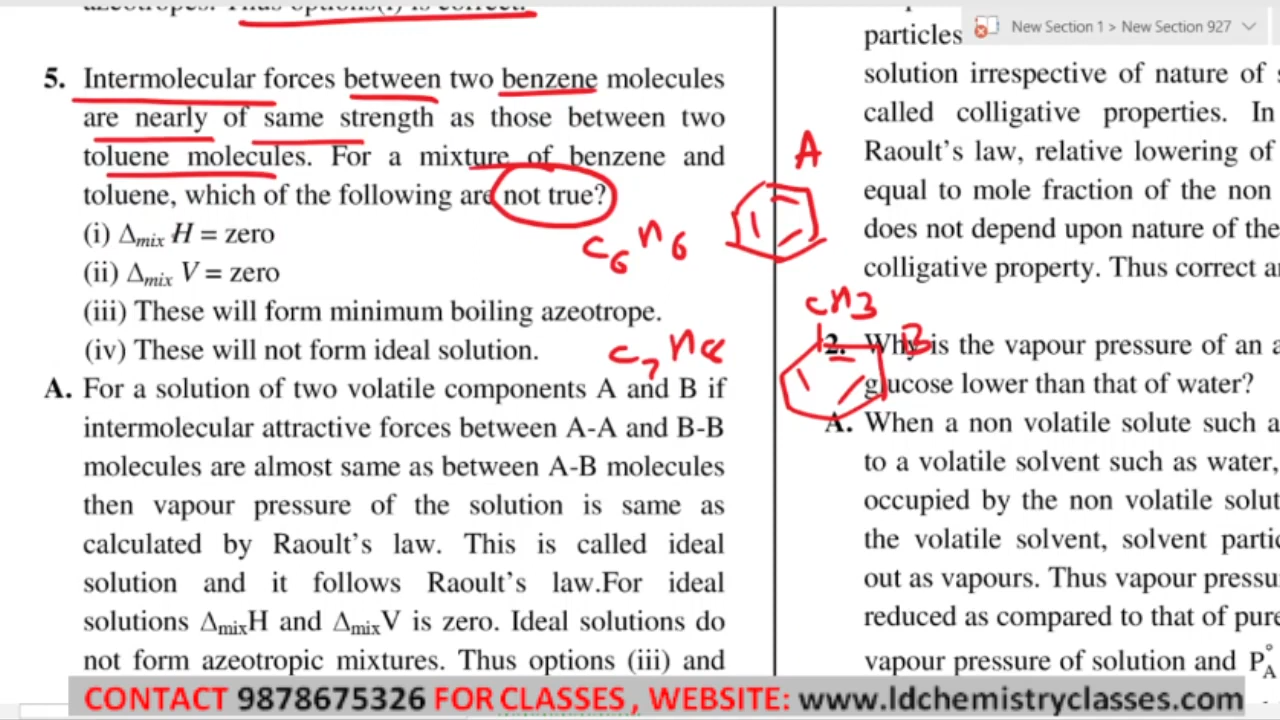 azeotropes. Thus options(i) is correct.
5. Intermolecular forces between two benzene molecules
are nearly of same strength as those between two
toluene molecules. For a mixture of benzene and
toluene, which of the following are not true?
(i) Δmix H = zero
(ii) Δmix V = zero
(iii) These will form minimum boiling azeotrope.
(iv) These will not form ideal solution.
A. For a solution of two volatile components A and B if
intermolecular attractive forces between A-A and B-B
molecules are almost same as between A-B molecules
then vapour pressure of the solution is same as
calculated by Raoult's law. This is called ideal
solution and it follows Raoult's law.For ideal
solutions ΔmixH and ΔmixV is zero. Ideal solutions do
not form azeotropic mixtures. Thus options (iii) and
C6H6
A
CH3
B
C7H8
New Section 1 > New Section 927
particles
solution irrespective of nature of
called colligative properties. In
Raoult's law, relative lowering of
equal to mole fraction of the non
does not depend upon nature of the
colligative property. Thus correct
2. Why is the vapour pressure of an a
glucose lower than that of water?
A. When a non volatile solute such a
to a volatile solvent such as water,
occupied by the non volatile solut
the volatile solvent, solvent partic
out as vapours. Thus vapour pressu
reduced as compared to that of pure
vapour pressure of solution and P°A
CONTACT 9878675326 FOR CLASSES , WEBSITE: www.ldchemistryclasses.com